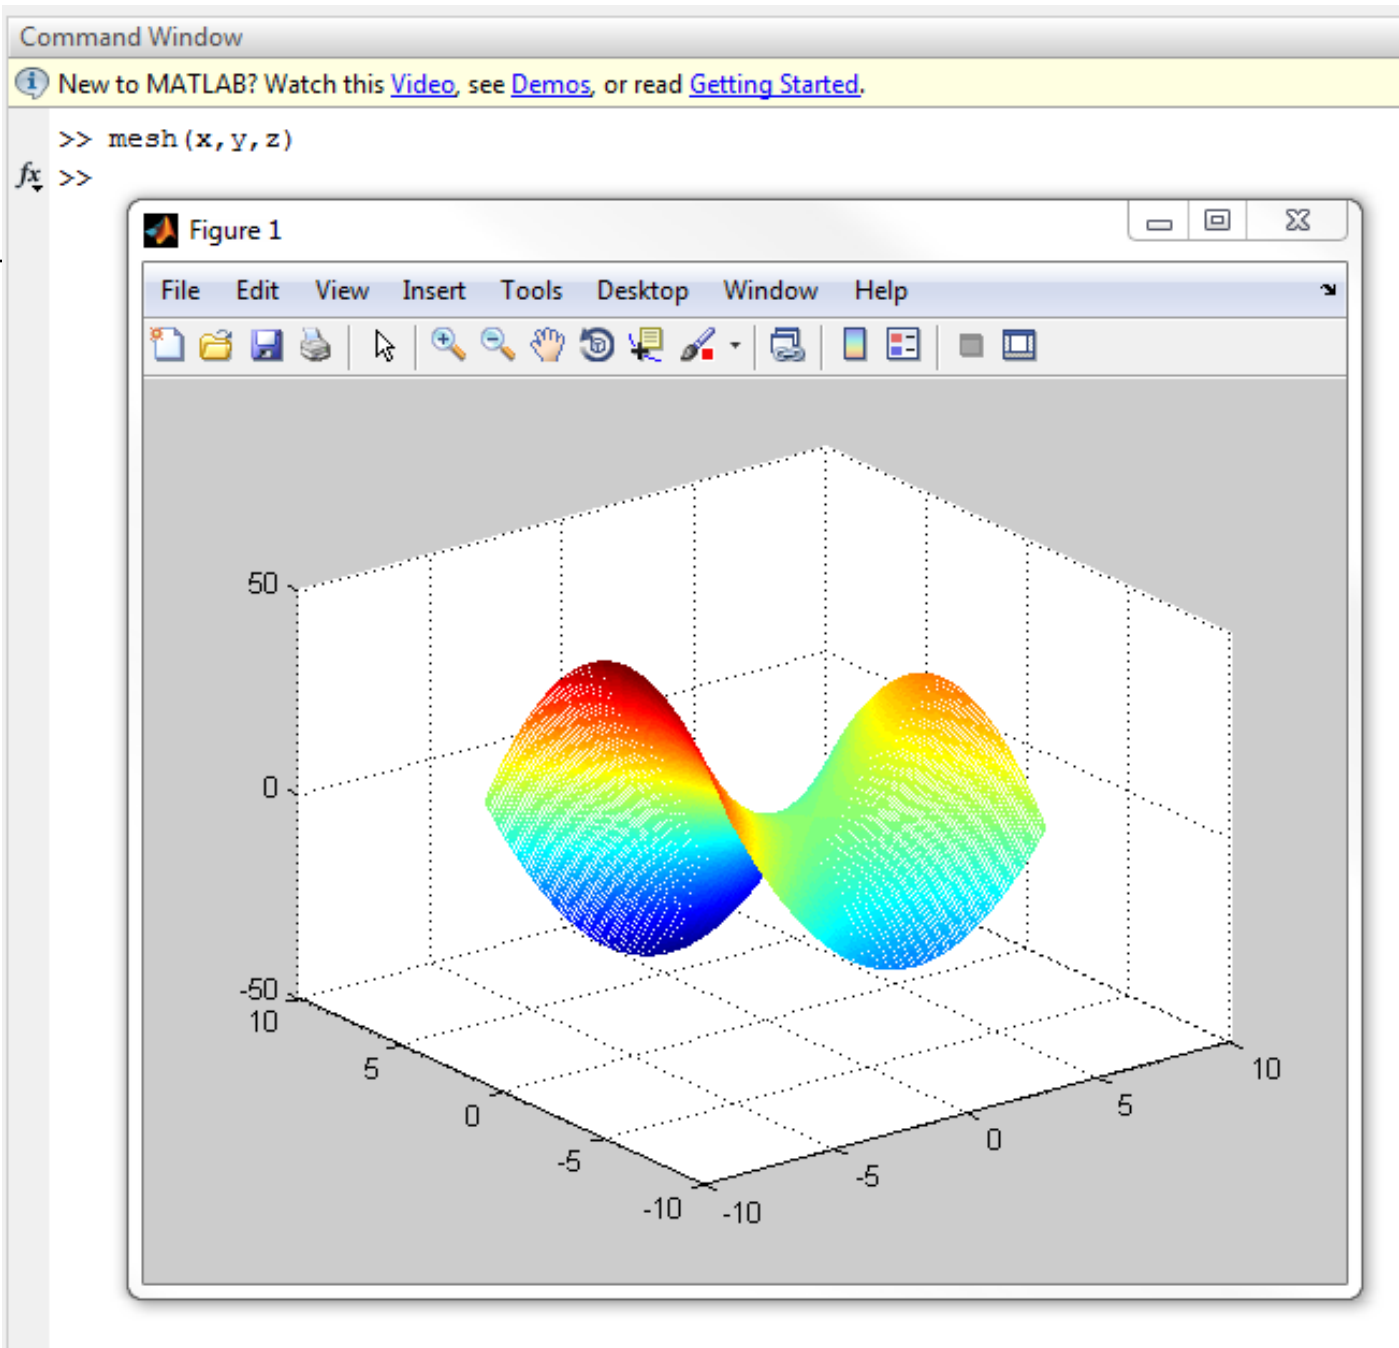 Command Window
New to MATLAB? Watch this Video, see Demos, or read Getting Started.
>> mesh(x,y,z)
fx >>
Figure 1
File Edit View Insert Tools Desktop Window Help
50
0
-50
10
5
0
-5
-10
-10
-5
0
5
10